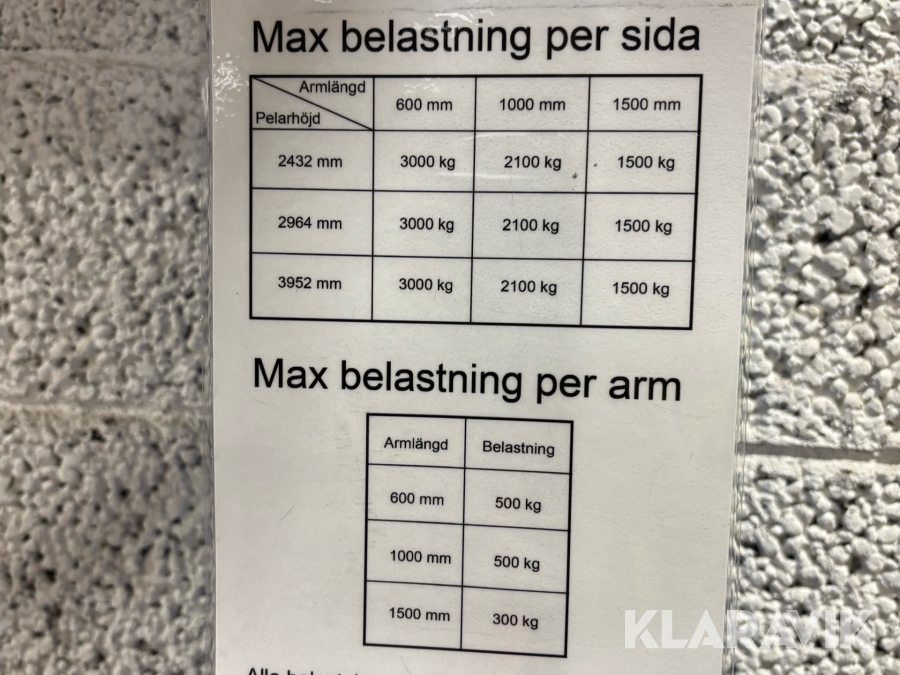 Max belastning per sida
Armlängd
Pelarhöjd
600 mm 1000 mm 1500 mm
2432 mm 3000 kg 2100 kg 1500 kg
2964 mm 3000 kg 2100 kg 1500 kg
3952 mm 3000 kg 2100 kg 1500 kg
Max belastning per arm
Armlängd Belastning
600 mm 500 kg
1000 mm 500 kg
1500 mm 300 kg
KLARAVIK